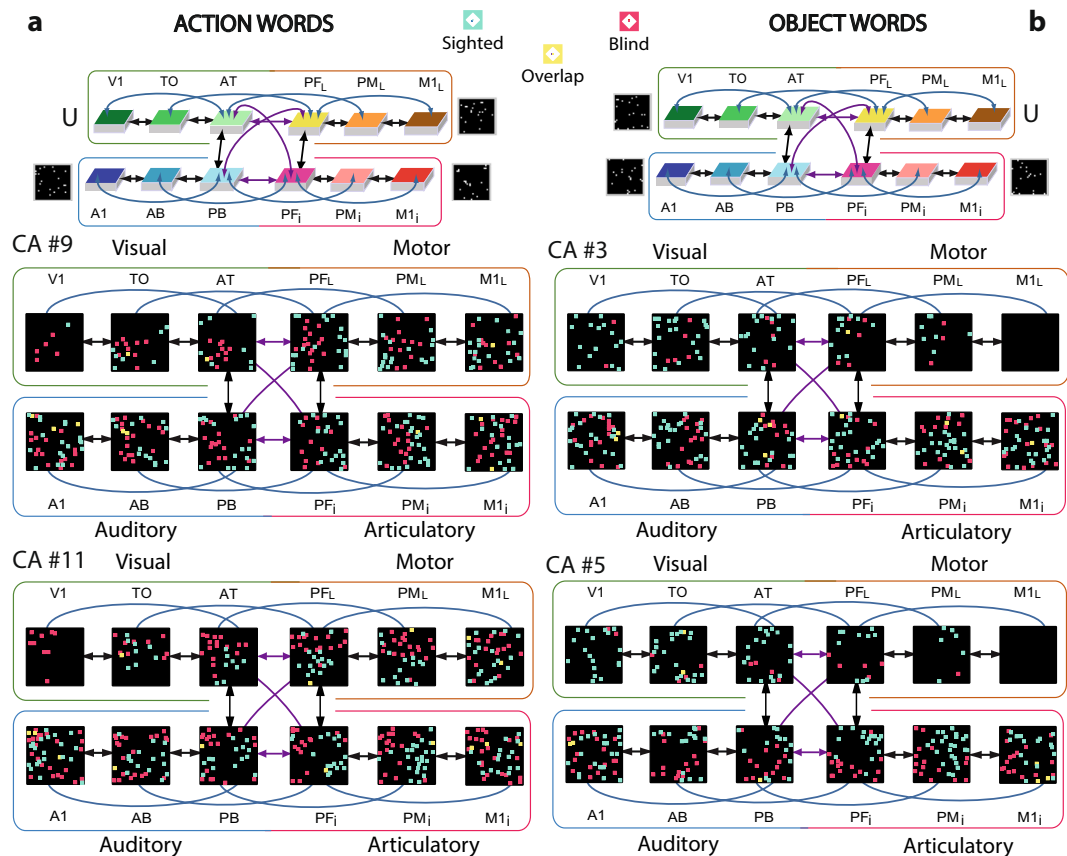 a ACTION WORDS Sighted Overlap Blind OBJECT WORDS b
V1 TO AT PFL PML M1L
U
A1 AB PB PFi PMi M1i
V1 TO AT PFL PML M1L
U
A1 AB PB PFi PMi M1i
CA #9 Visual Motor
V1 TO AT PFL PML M1L
A1 AB PB PFi PMi M1i
Auditory Articulatory
CA #3 Visual Motor
V1 TO AT PFL PML M1L
A1 AB PB PFi PMi M1i
Auditory Articulatory
CA #11 Visual Motor
V1 TO AT PFL PML M1L
A1 AB PB PFi PMi M1i
Auditory Articulatory
CA #5 Visual Motor
V1 TO AT PFL PML M1L
A1 AB PB PFi PMi M1i
Auditory Articulatory